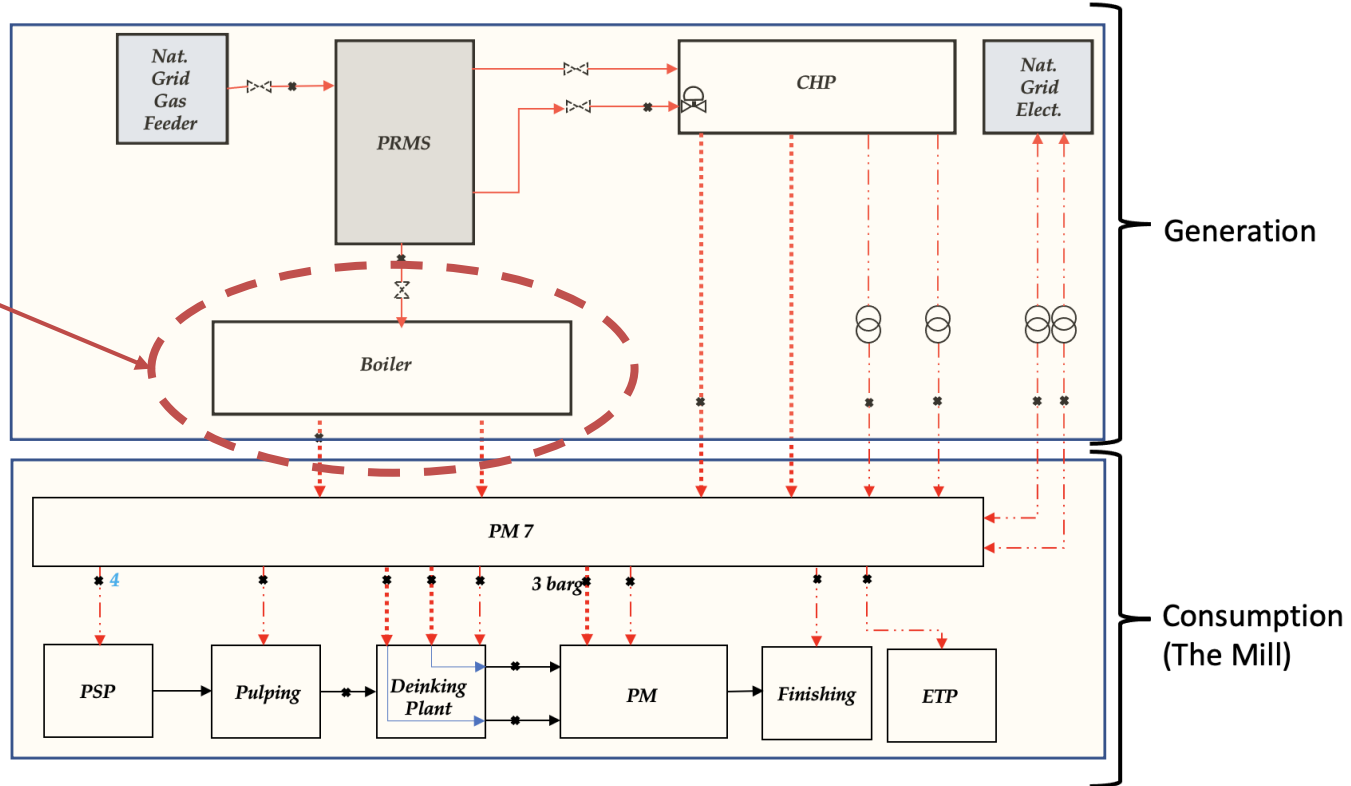 Nat.
Grid
Gas
Feeder
PRMS
CHP
Nat.
Grid
Elect.
Generation
Boiler
PM 7
4
3 barg
Consumption
(The Mill)
PSP
Pulping
Deinking
Plant
PM
Finishing
ETP